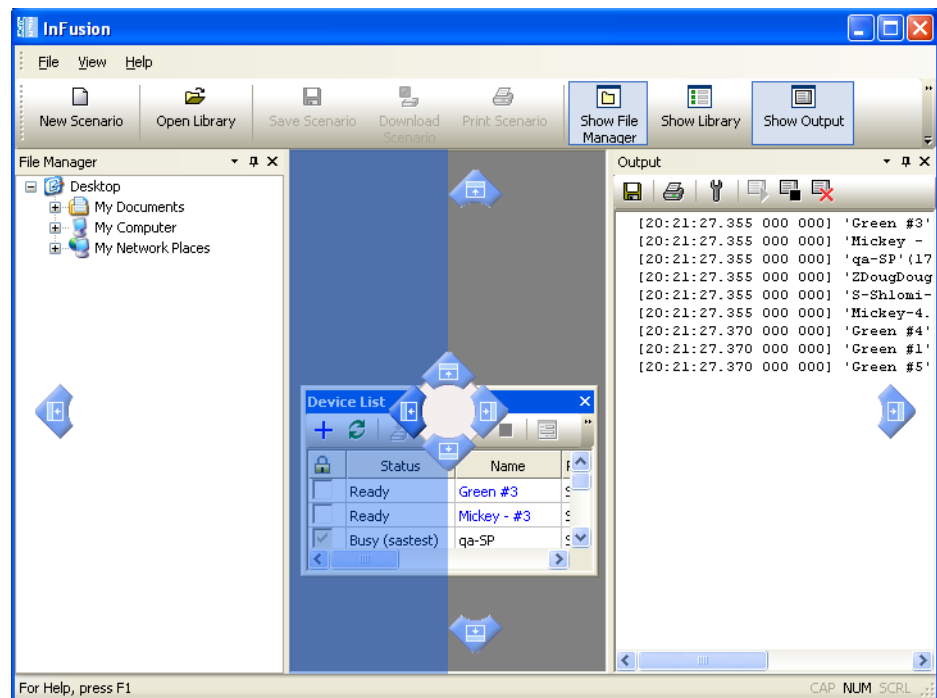 InFusion
File View Help
New Scenario Open Library Save Scenario Download Scenario Print Scenario Show File Manager Show Library Show Output
File Manager
Desktop
My Documents
My Computer
My Network Places
Device List
Status Name
Ready Green #3
Ready Mickey - #3
Busy (sastest) qa-SP
Output
[20:21:27.355 000 000] 'Green #3'
[20:21:27.355 000 000] 'Mickey -
[20:21:27.355 000 000] 'qa-SP'(17
[20:21:27.355 000 000] 'ZDougDoug
[20:21:27.355 000 000] 'S-Shlomi-
[20:21:27.355 000 000] 'Mickey-4.
[20:21:27.370 000 000] 'Green #4'
[20:21:27.370 000 000] 'Green #1'
[20:21:27.370 000 000] 'Green #5'
For Help, press F1
CAP NUM SCRL